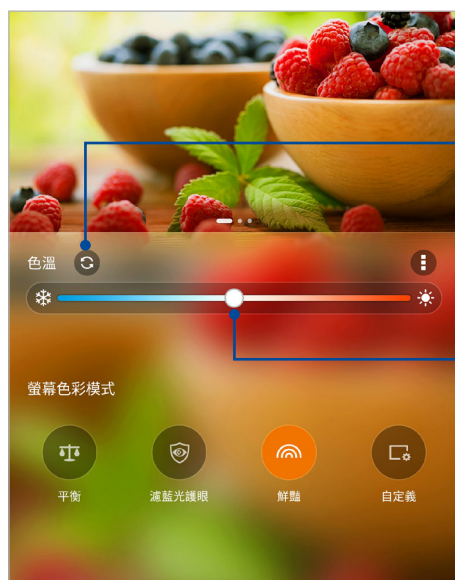 色溫
螢幕色彩模式
平衡
濾藍光護眼
鮮豔
自定義